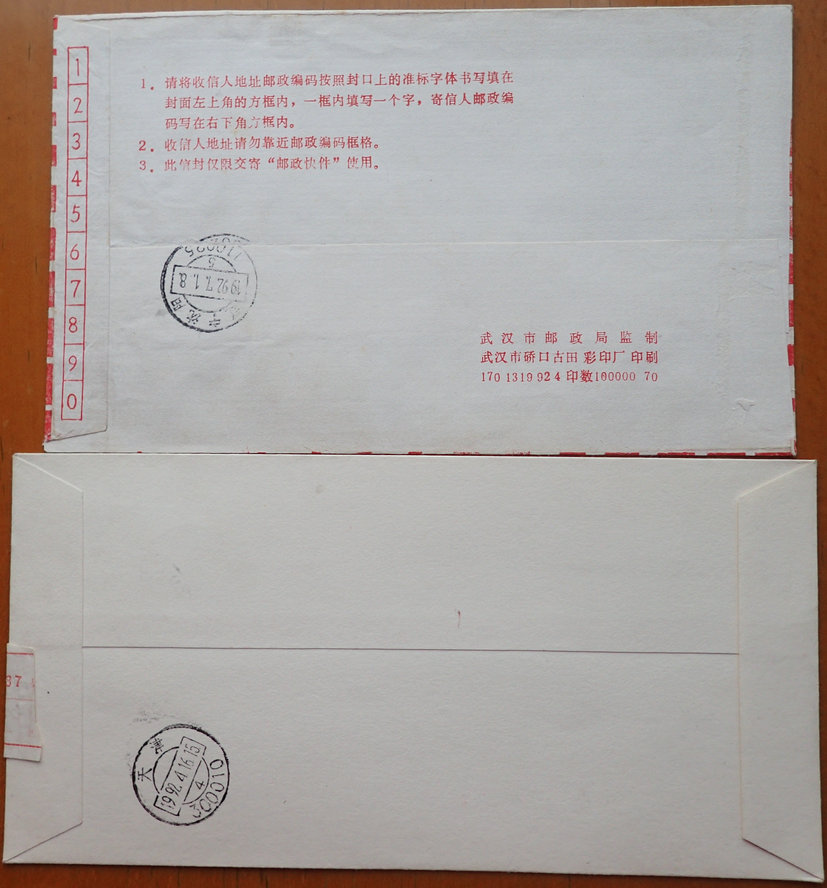 1
2
3
4
5
6
7
8
9
0
1. 请将收信人地址邮政编码按照封口上的准标字体书写填在
封面左上角的方框内，一框内填写一个字，寄信人邮政编
码写在右下角方框内。
2. 收信人地址请勿靠近邮政编码框格。
3. 此信封仅限交寄“邮政快件”使用。
1992.7.1.8
5
武汉市邮政局监制
武汉市硚口古田彩印厂印刷
170 1319 92 4 印数160000 70
37
天津
1992.4.16.15
4
300010